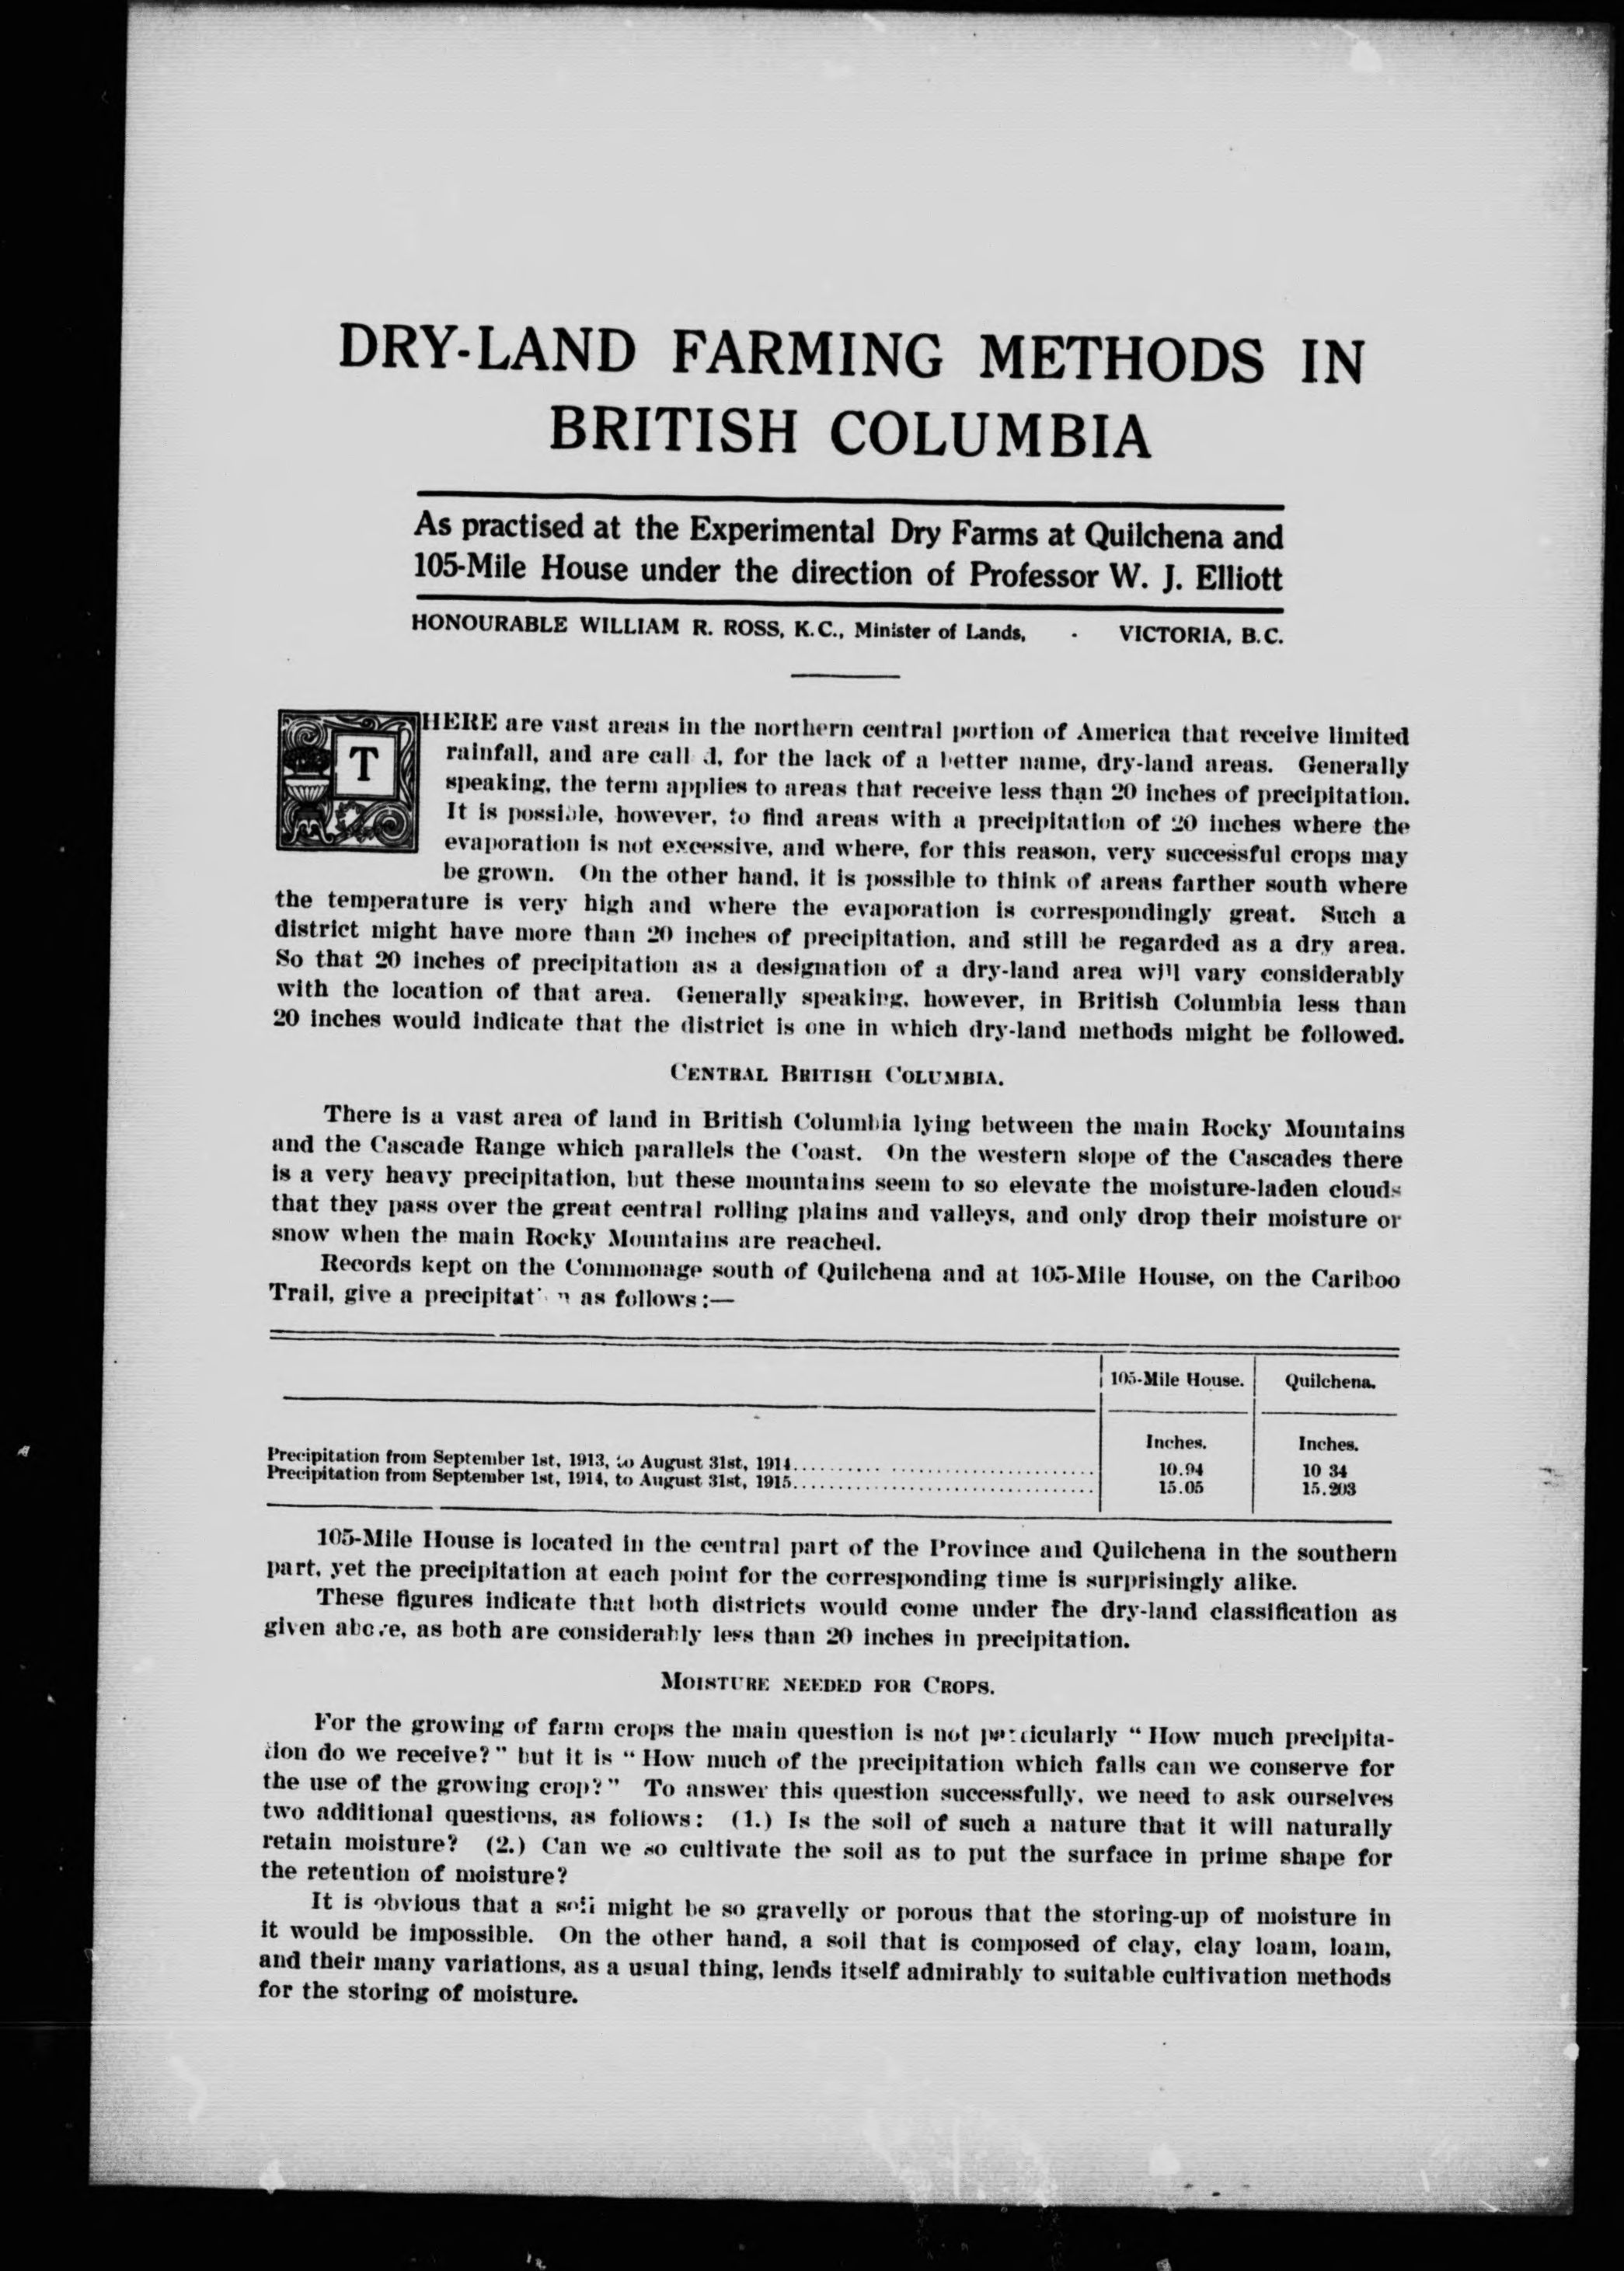 DRY-LAND FARMING METHODS IN
BRITISH COLUMBIA
As practised at the Experimental Dry Farms at Quilchena and
105-Mile House under the direction of Professor W. J. Elliott
HONOURABLE WILLIAM R. ROSS, K.C., Minister of Lands, - VICTORIA, B.C.
THERE are vast areas in the northern central portion of America that receive limited
rainfall, and are call d, for the lack of a better name, dry-land areas. Generally
speaking, the term applies to areas that receive less than 20 inches of precipitation.
It is possible, however, to find areas with a precipitation of 20 inches where the
evaporation is not excessive, and where, for this reason, very successful crops may
be grown. On the other hand, it is possible to think of areas farther south where
the temperature is very high and where the evaporation is correspondingly great. Such a
district might have more than 20 inches of precipitation, and still be regarded as a dry area.
So that 20 inches of precipitation as a designation of a dry-land area will vary considerably
with the location of that area. Generally speaking, however, in British Columbia less than
20 inches would indicate that the district is one in which dry-land methods might be followed.
CENTRAL BRITISH COLUMBIA.
There is a vast area of land in British Columbia lying between the main Rocky Mountains
and the Cascade Range which parallels the Coast. On the western slope of the Cascades there
is a very heavy precipitation, but these mountains seem to so elevate the moisture-laden clouds
that they pass over the great central rolling plains and valleys, and only drop their moisture or
snow when the main Rocky Mountains are reached.
Records kept on the Commonage south of Quilchena and at 105-Mile House, on the Cariboo
Trail, give a precipitat n as follows:—
105-Mile House. Quilchena.
Inches. Inches.
Precipitation from September 1st, 1913, to August 31st, 1914 10.94 10 34
Precipitation from September 1st, 1914, to August 31st, 1915 15.05 15.203
105-Mile House is located in the central part of the Province and Quilchena in the southern
part, yet the precipitation at each point for the corresponding time is surprisingly alike.
These figures indicate that both districts would come under the dry-land classification as
given above, as both are considerably less than 20 inches in precipitation.
MOISTURE NEEDED FOR CROPS.
For the growing of farm crops the main question is not particularly "How much precipita-
tion do we receive?" but it is "How much of the precipitation which falls can we conserve for
the use of the growing crop?" To answer this question successfully, we need to ask ourselves
two additional questions, as follows: (1.) Is the soil of such a nature that it will naturally
retain moisture? (2.) Can we so cultivate the soil as to put the surface in prime shape for
the retention of moisture?
It is obvious that a soil might be so gravelly or porous that the storing-up of moisture in
it would be impossible. On the other hand, a soil that is composed of clay, clay loam, loam,
and their many variations, as a usual thing, lends itself admirably to suitable cultivation methods
for the storing of moisture.